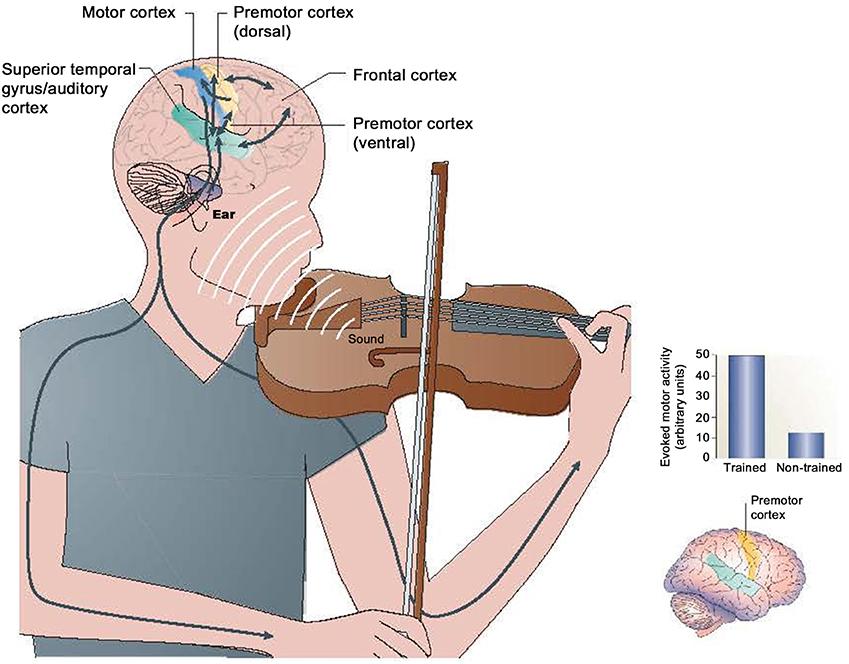 Motor cortex
Premotor cortex
(dorsal)
Superior temporal
gyrus/auditory
cortex
Frontal cortex
Premotor cortex
(ventral)
Ear
Sound
Evoked motor activity
(arbitrary units)
50
40
30
20
10
0
Trained
Non-trained
Premotor
cortex